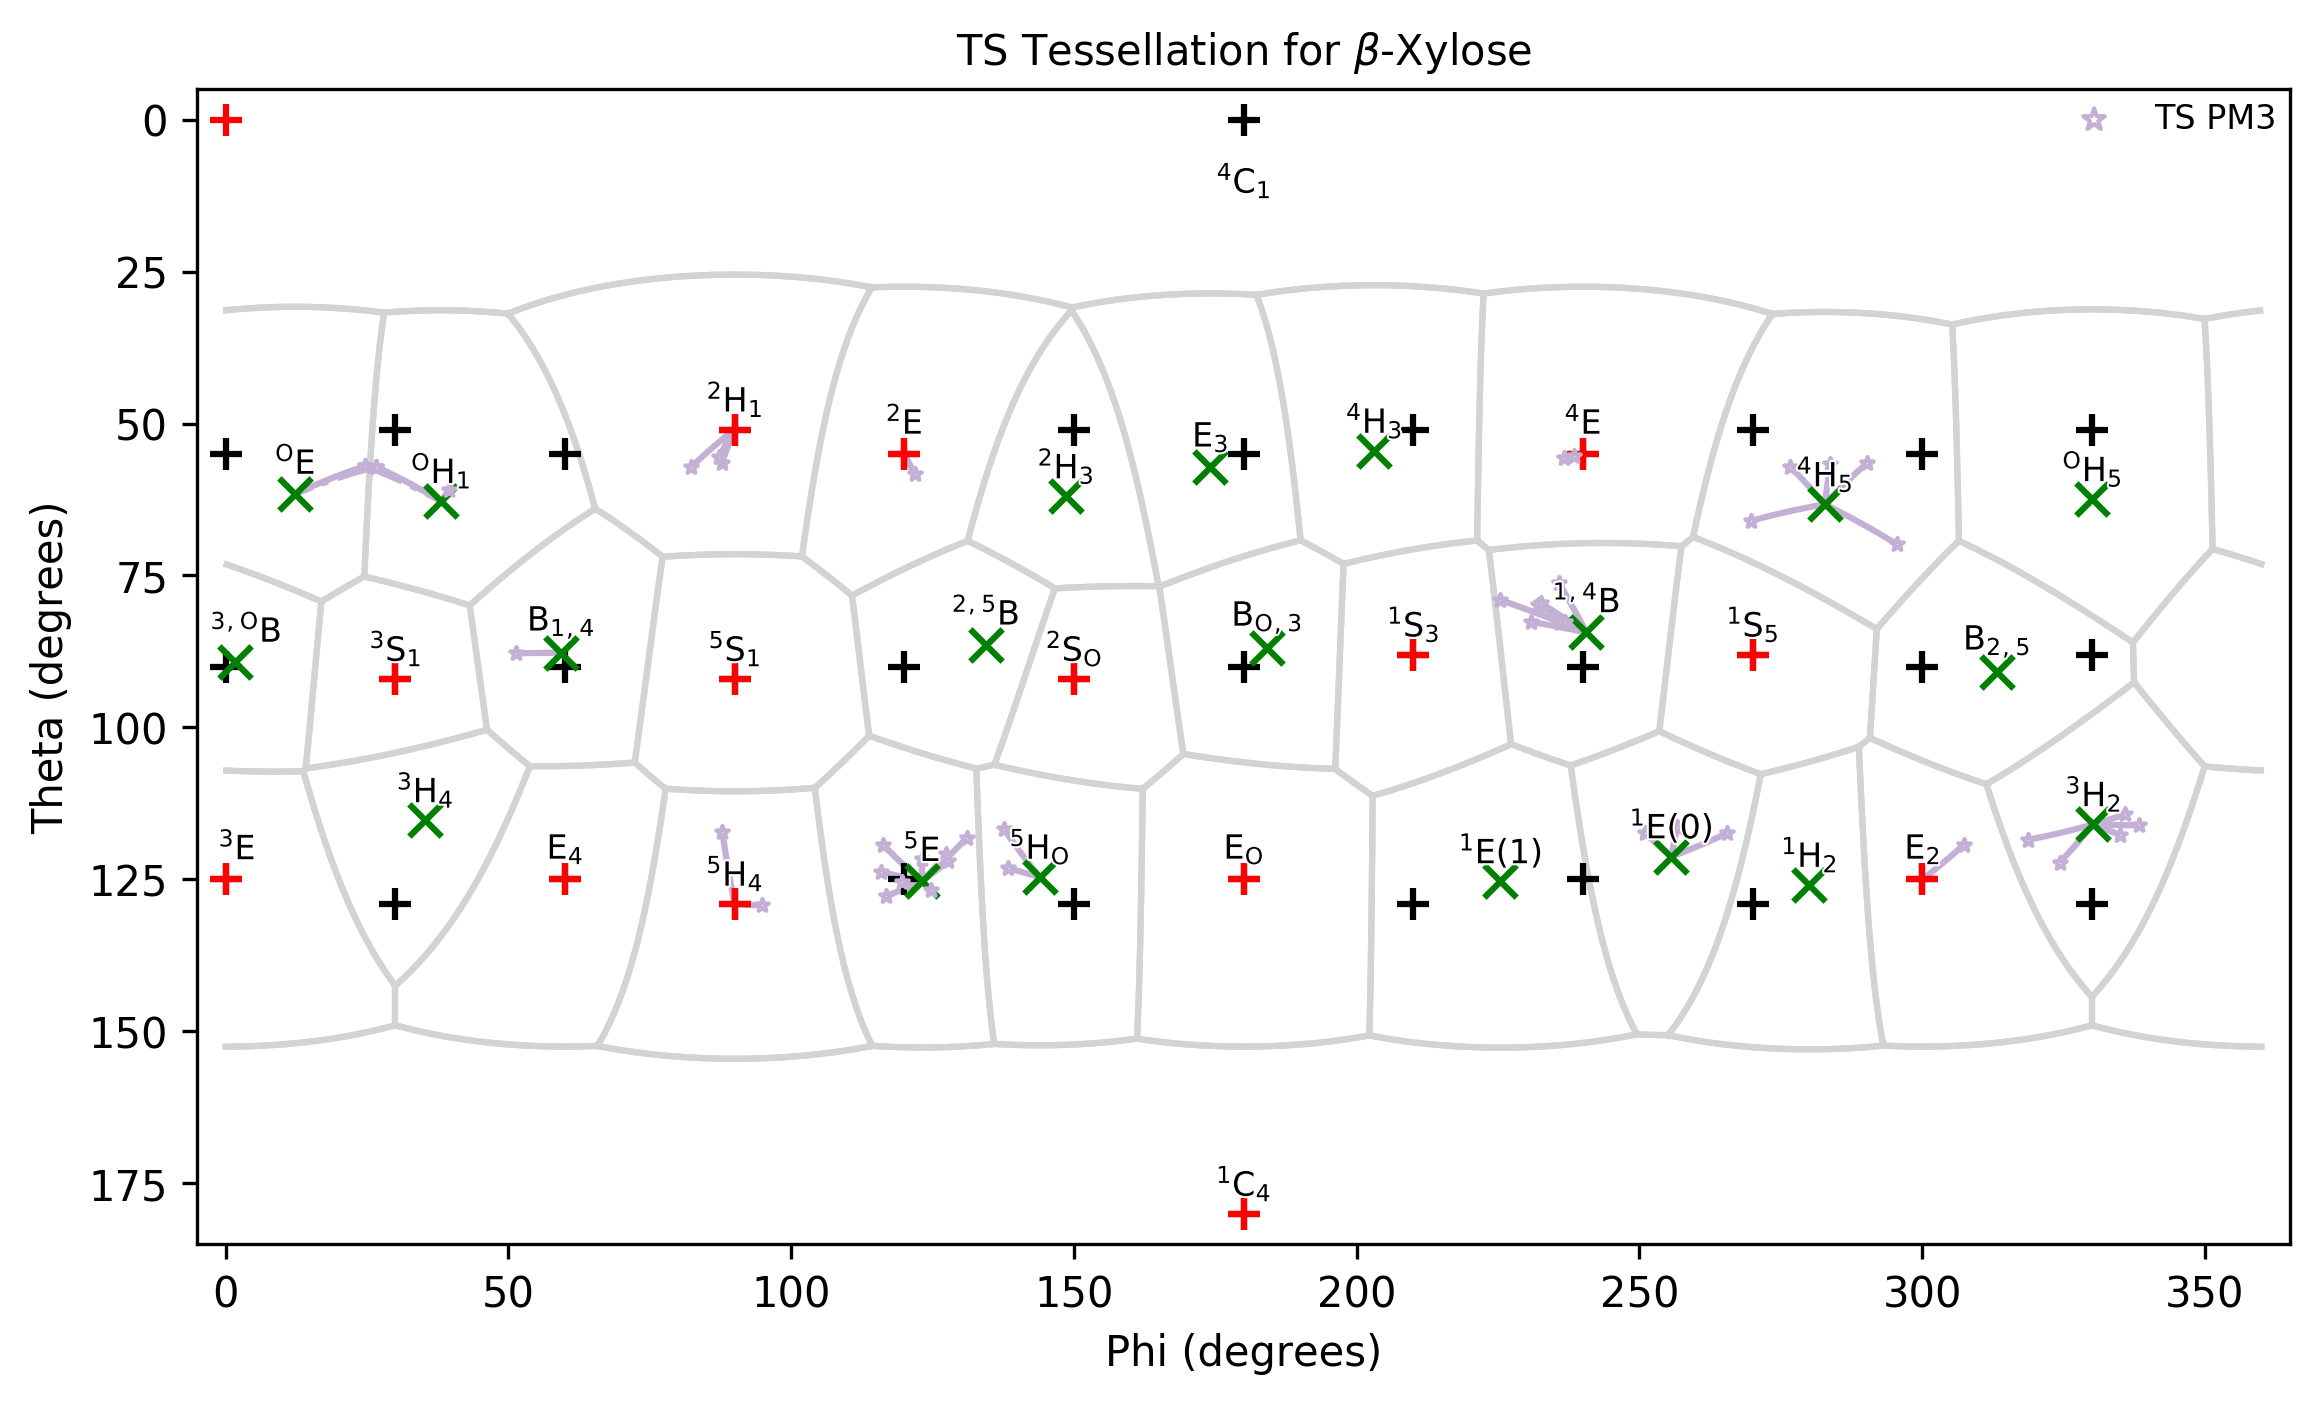 TS Tessellation for β-Xylose
0
25
50
75
100
125
150
175
Theta (degrees)
TS PM3
⁴C₁
²H₁
²E
⁴H₃
⁴E
E₃
ᴼE
ᴼH₁
²H₃
⁴H₅
ᴼH₅
³,ᴼB
³S₁
B₁,₄
⁵S₁
²,⁵B
²Sₒ
Bₒ,₃
¹S₃
¹,⁴B
¹S₅
B₂,₅
³H₄
³H₂
³E
E₄
⁵H₄
⁵E
⁵Hₒ
Eₒ
¹E(1)
¹E(0)
¹H₂
E₂
¹C₄
0 50 100 150 200 250 300 350
Phi (degrees)